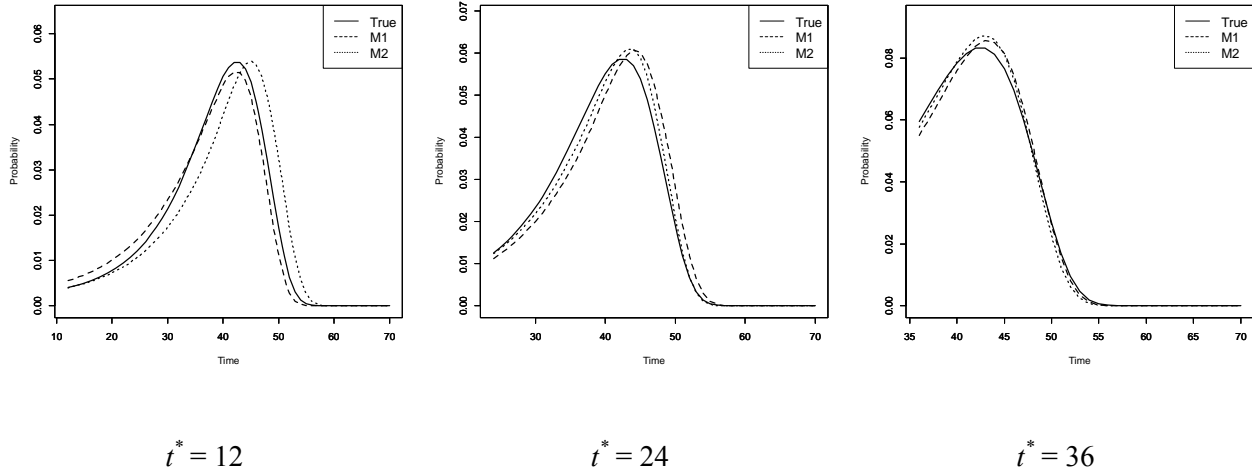 True
M1
M2
Probability
0.00 0.01 0.02 0.03 0.04 0.05 0.06
10 20 30 40 50 60 70
Time
t* = 12
True
M1
M2
Probability
0.00 0.01 0.02 0.03 0.04 0.05 0.06 0.07
30 40 50 60 70
Time
t* = 24
True
M1
M2
Probability
0.00 0.02 0.04 0.06 0.08
35 40 45 50 55 60 65 70
Time
t* = 36